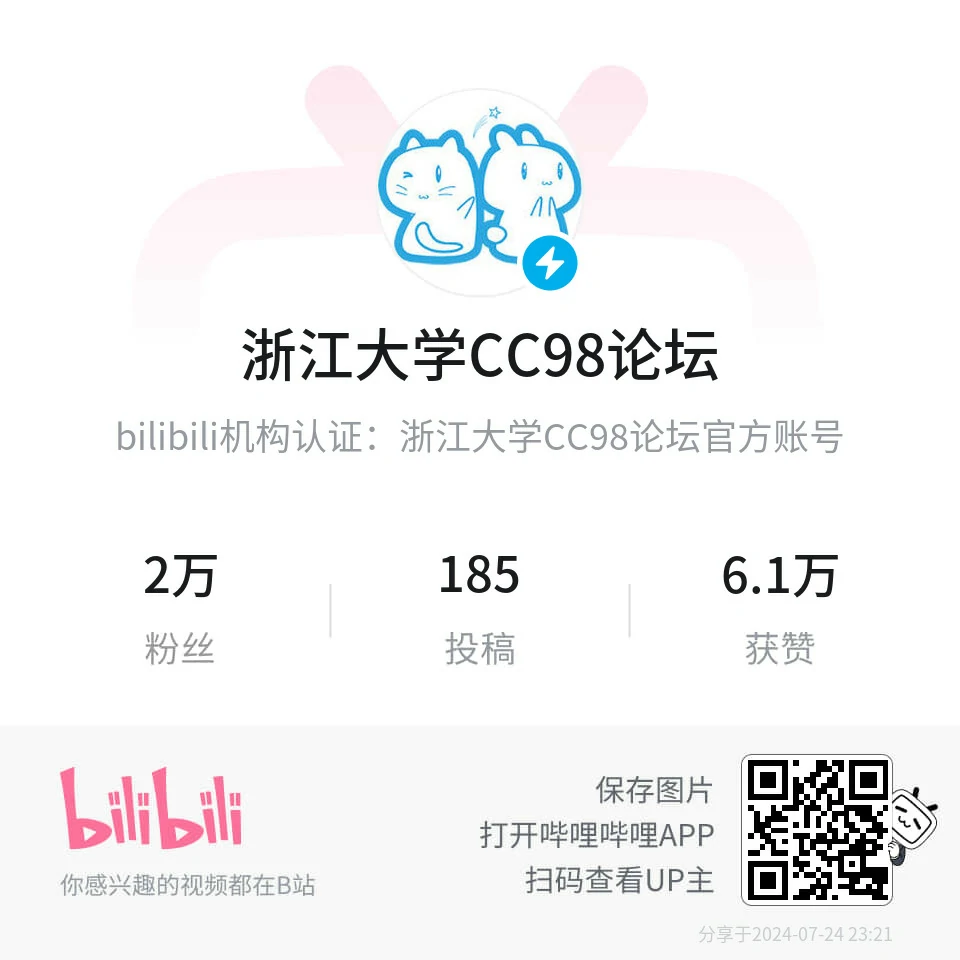 浙江大学CC98论坛
bilibili机构认证：浙江大学CC98论坛官方账号
2万
185
6.1万
粉丝
投稿
获赞
bilibili
你感兴趣的视频都在B站
保存图片
打开哔哩哔哩APP
扫码查看UP主
分享于2024-07-24 23:21